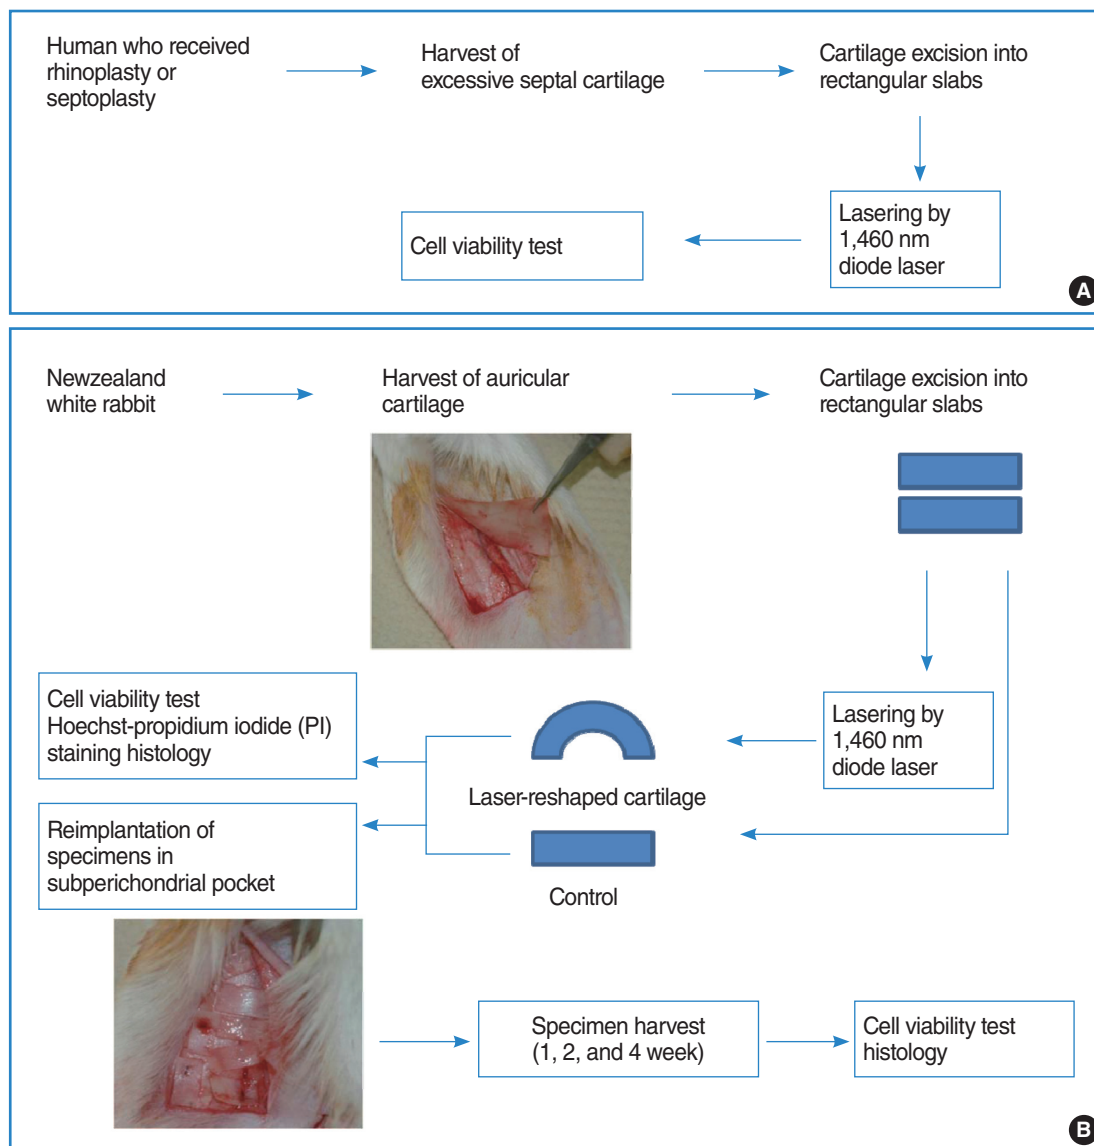 Human who received
rhinoplasty or
septoplasty
Harvest of
excessive septal cartilage
Cartilage excision into
rectangular slabs
Lasering by
1,460 nm
diode laser
Cell viability test
A
Newzealand
white rabbit
Harvest of auricular
cartilage
Cartilage excision into
rectangular slabs
Lasering by
1,460 nm
diode laser
Laser-reshaped cartilage
Control
Cell viability test
Hoechst-propidium iodide (PI)
staining histology
Reimplantation of
specimens in
subperichondrial pocket
Specimen harvest
(1, 2, and 4 week)
Cell viability test
histology
B